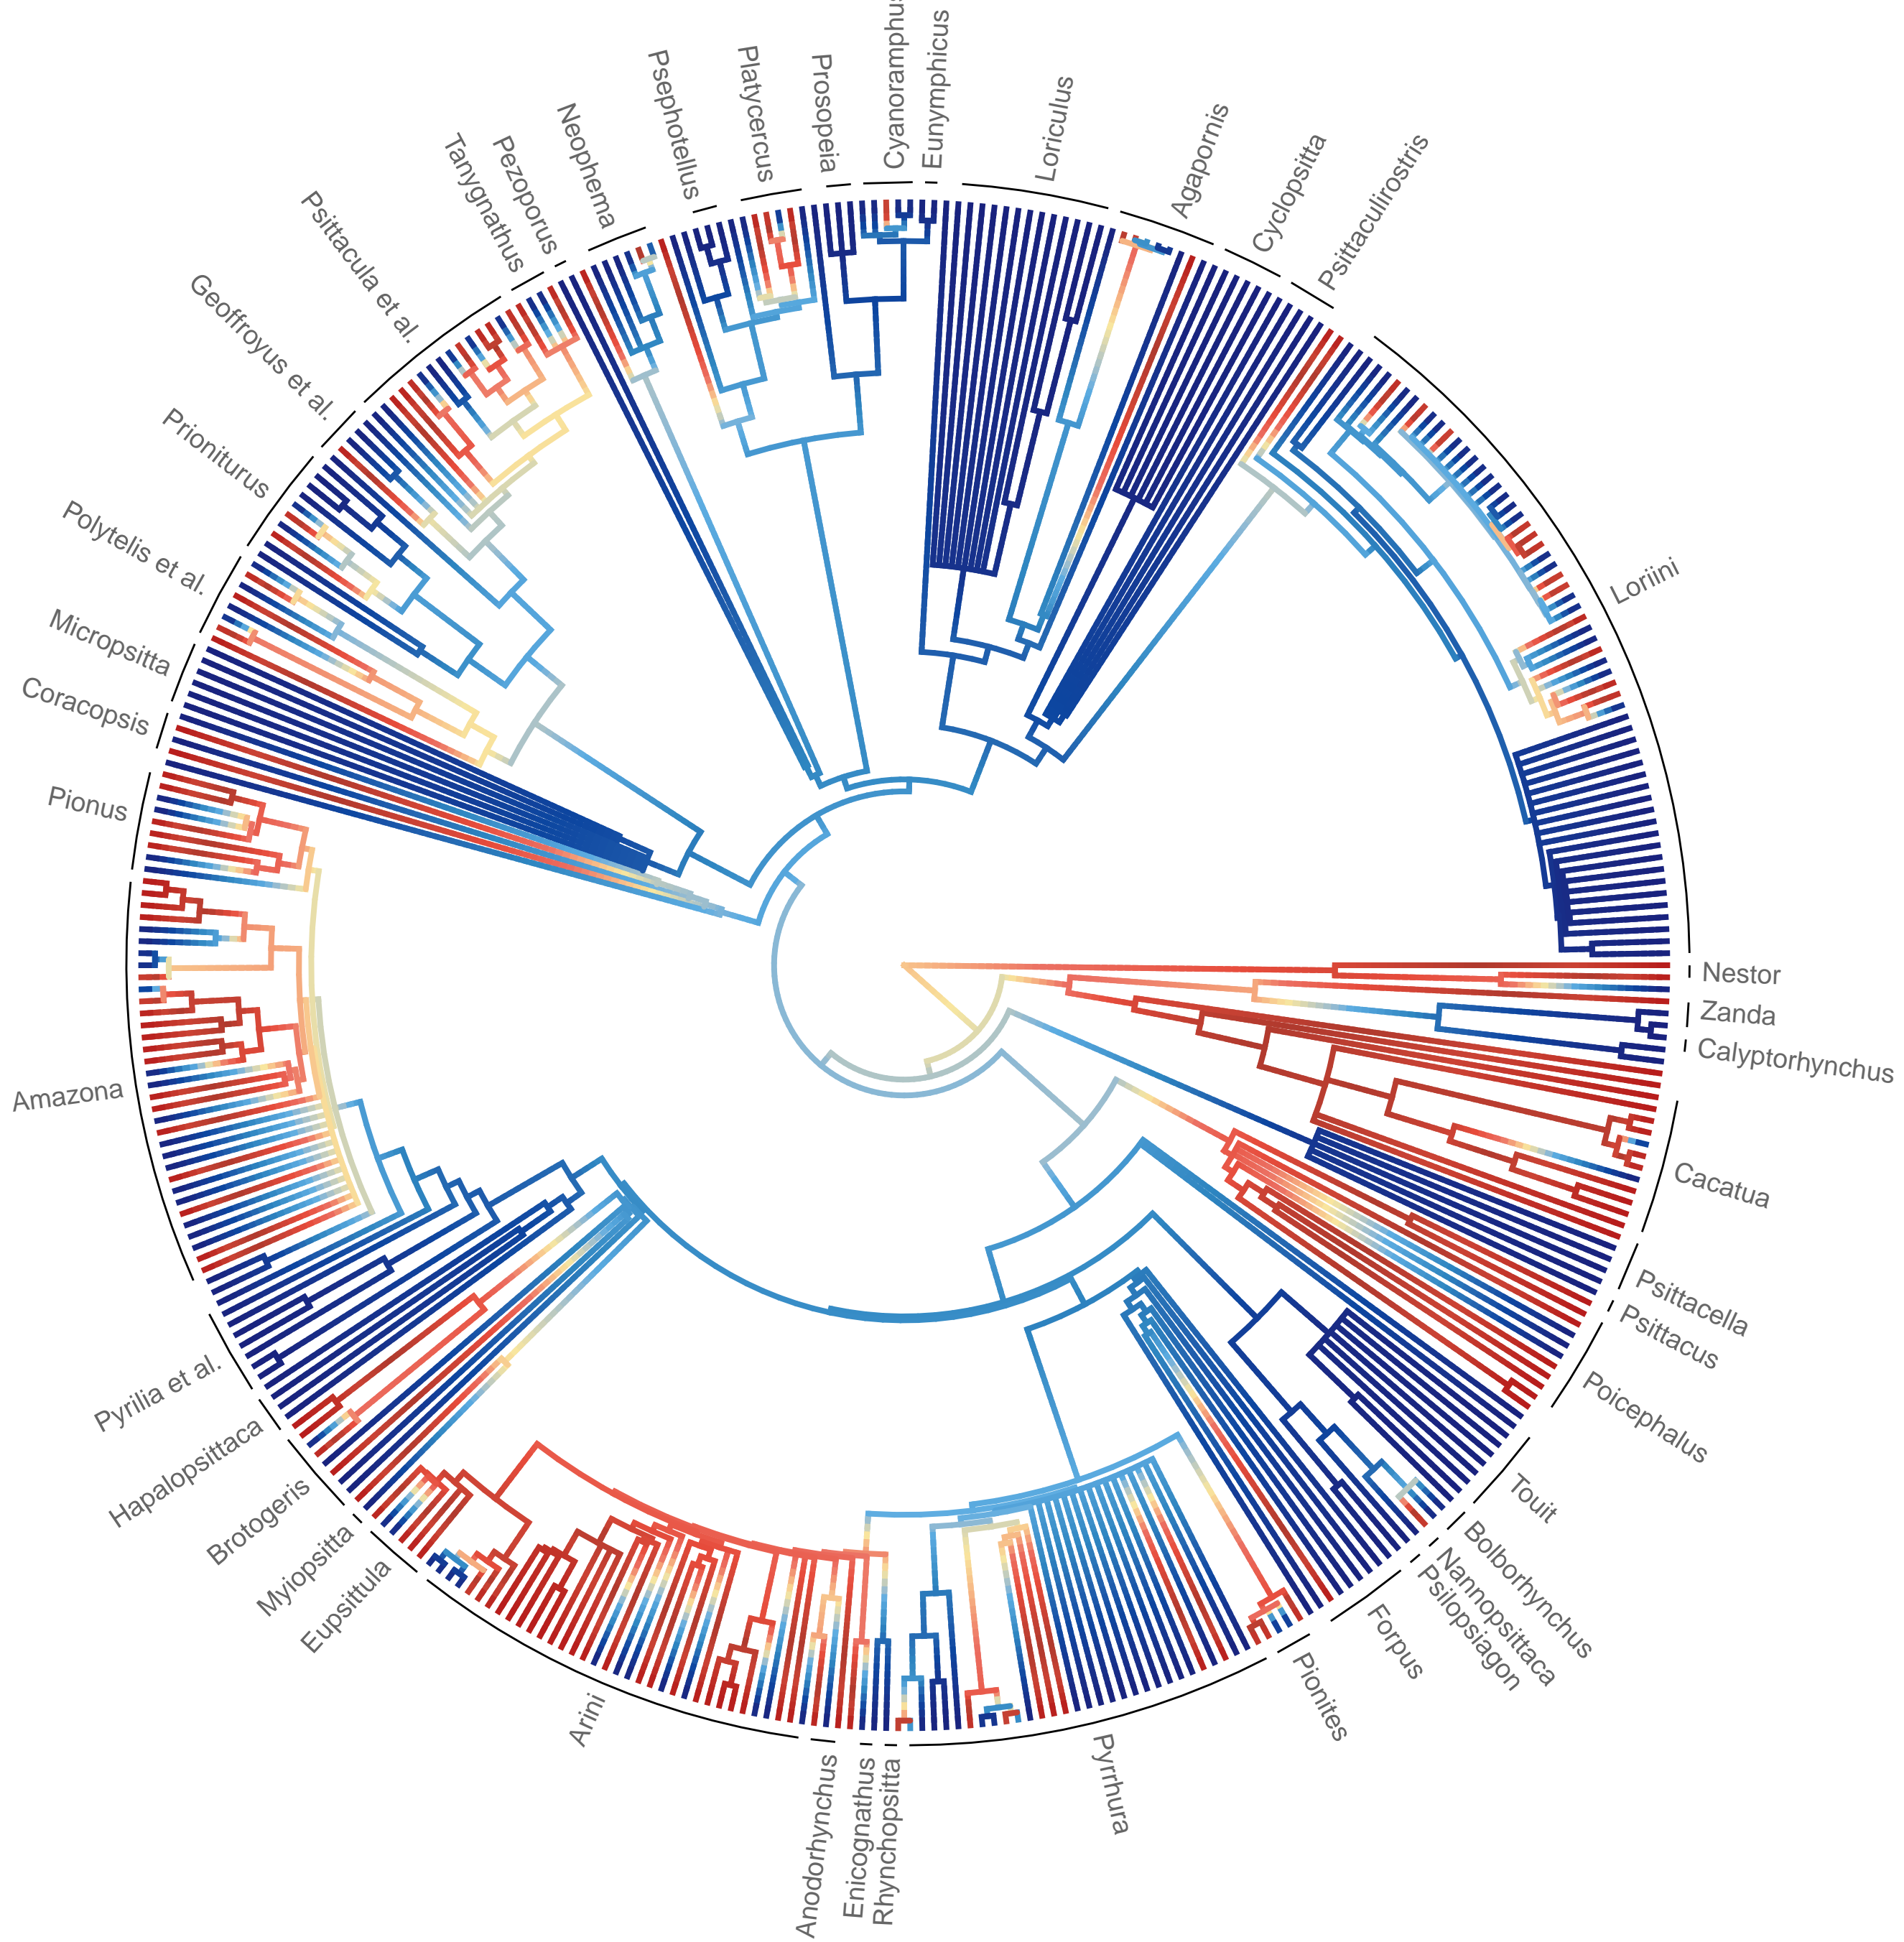 Cyanoramphus
Eunymphicus
Loriculus
Agapornis
Cyclopsitta
Psittaculirostris
Loriini
Nestor
Zanda
Calyptorhynchus
Cacatua
Psittacella
Psittacus
Poicephalus
Touit
Bolborhynchus
Nannopsittaca
Psilopsiagon
Forpus
Pionites
Pyrrhura
Rhynchopsitta
Enicognathus
Anodorhynchus
Arini
Eupsittula
Myiopsitta
Brotogeris
Hapalopsittaca
Pyrilia et al.
Amazona
Pionus
Coracopsis
Micropsitta
Polytelis et al.
Prioniturus
Geoffroyus et al.
Psittacula et al.
Tanygnathus
Pezoporus
Neophema
Psephotellus
Platycercus
Prosopeia